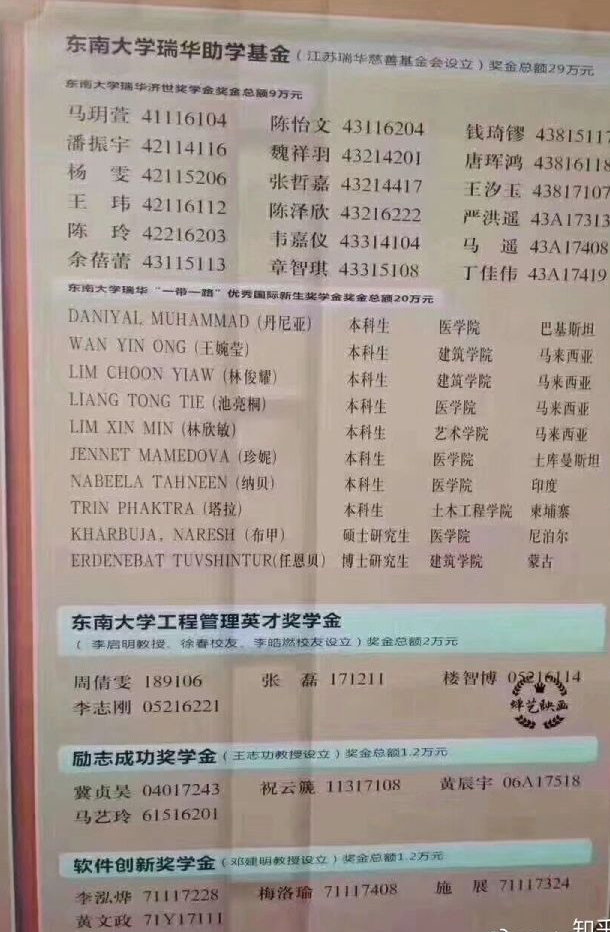 东南大学瑞华助学基金（江苏瑞华慈善基金会设立）奖金总额29万元
东南大学瑞华济世奖学金奖金总额9万元
马玥萱 41116104 陈怡文 43116204 钱琦镠 43815117
潘振宇 42114116 魏祥羽 43214201 唐珲鸿 43816118
杨 雯 42115206 张哲嘉 43214417 王汐玉 43817107
王 玮 42116112 陈泽欣 43216222 严洪遥 43A17313
陈 玲 42216203 韦嘉仪 43314104 马 遥 43A17408
余蓓蕾 43115113 章智琪 43315108 丁佳伟 43A17419
东南大学瑞华“一带一路”优秀国际新生奖学金奖金总额20万元
DANIYAL MUHAMMAD (丹尼亚) 本科生 医学院 巴基斯坦
WAN YIN ONG (王婉莹) 本科生 建筑学院 马来西亚
LIM CHOON YIAW (林俊耀) 本科生 建筑学院 马来西亚
LIANG TONG TIE (池亮桐) 本科生 医学院 马来西亚
LIM XIN MIN (林欣敏) 本科生 艺术学院 马来西亚
JENNET MAMEDOVA (珍妮) 本科生 医学院 土库曼斯坦
NABEELA TAHNEEN (纳贝) 本科生 医学院 印度
TRIN PHAKTRA (塔拉) 本科生 土木工程学院 柬埔寨
KHARBUJA, NARESH (布甲) 硕士研究生 医学院 尼泊尔
ERDENEBAT TUVSHINTUR(任恩贝) 博士研究生 建筑学院 蒙古
东南大学工程管理英才奖学金
（李启明教授、徐春校友、李皓燃校友设立）奖金总额2万元
周倩雯 189106 张 磊 171211 楼智博 05216114
李志刚 05216221
肆艺映画
励志成功奖学金（王志功教授设立）奖金总额1.2万元
冀贞昊 04017243 祝云篪 11317108 黄辰宇 06A17518
马艺玲 61516201
软件创新奖学金（邓建明教授设立）奖金总额1.2万元
李泓烨 71117228 梅洛瑜 71117408 施 展 71117324
黄文政 71Y17111
知乎